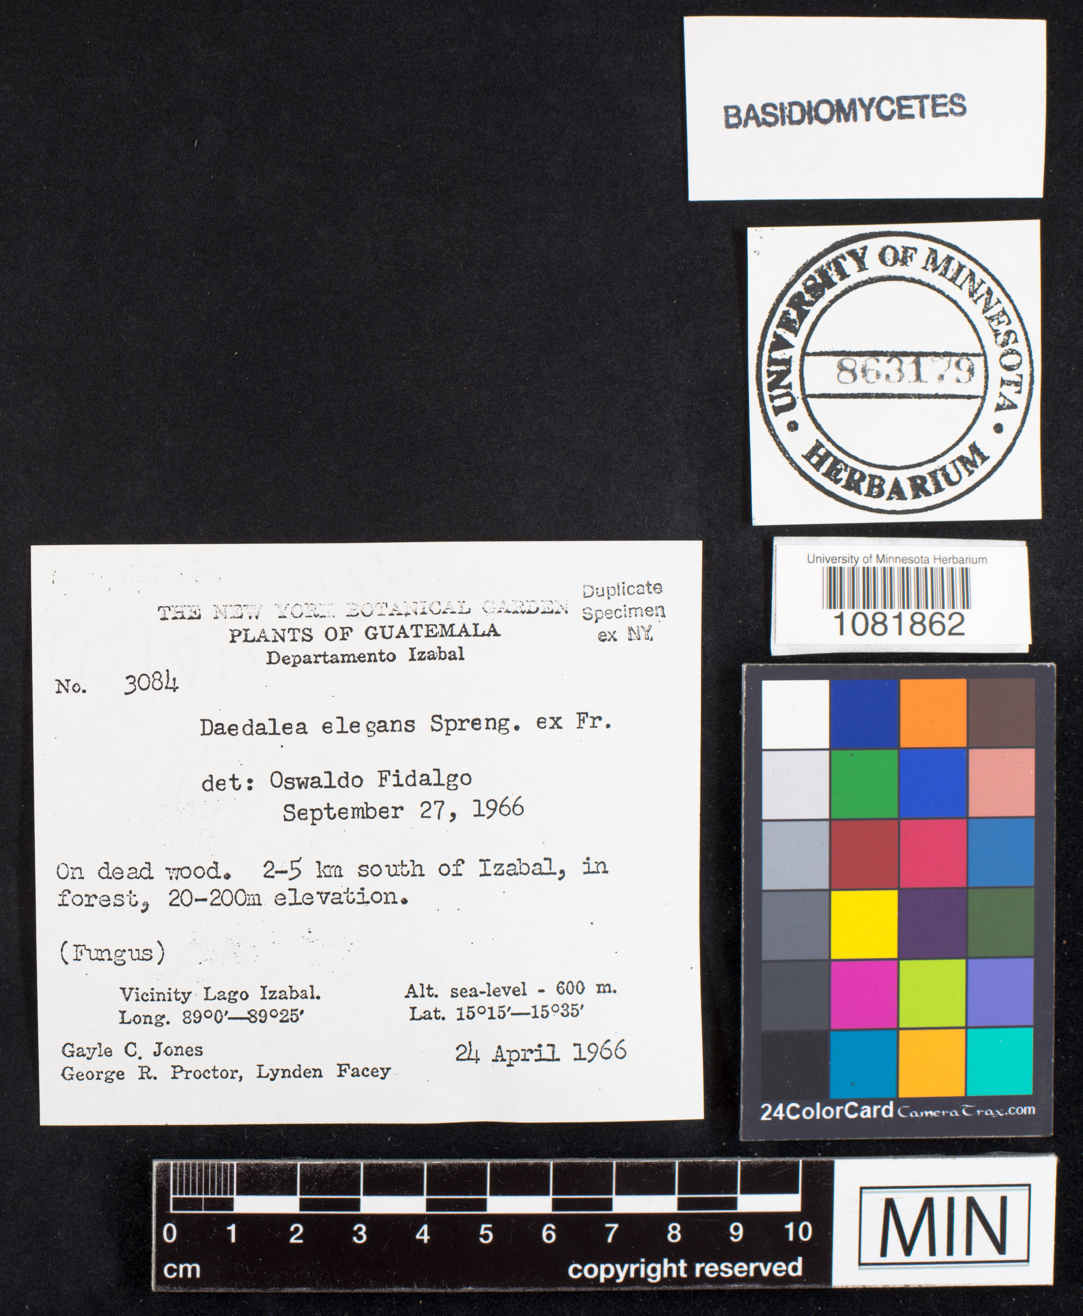 BASIDIOMYCETES
UNIVERSITY OF MINNESOTA
863179
HERBARIUM
University of Minnesota Herbarium
1081862
Duplicate
Specimen
ex NY.
THE NEW YORK BOTANICAL GARDEN
PLANTS OF GUATEMALA
Departamento Izabal
No. 3084
Daedalea elegans Spreng. ex Fr.
det: Oswaldo Fidalgo
September 27, 1966
On dead wood. 2-5 km south of Izabal, in
forest, 20-200m elevation.
(Fungus)
Vicinity Lago Izabal. Alt. sea-level - 600 m.
Long. 89°0′—89°25′ Lat. 15°15′—15°35′
Gayle C. Jones 24 April 1966
George R. Proctor, Lynden Facey
24ColorCard CameraTrax.com
0 1 2 3 4 5 6 7 8 9 10
cm copyright reserved
MIN